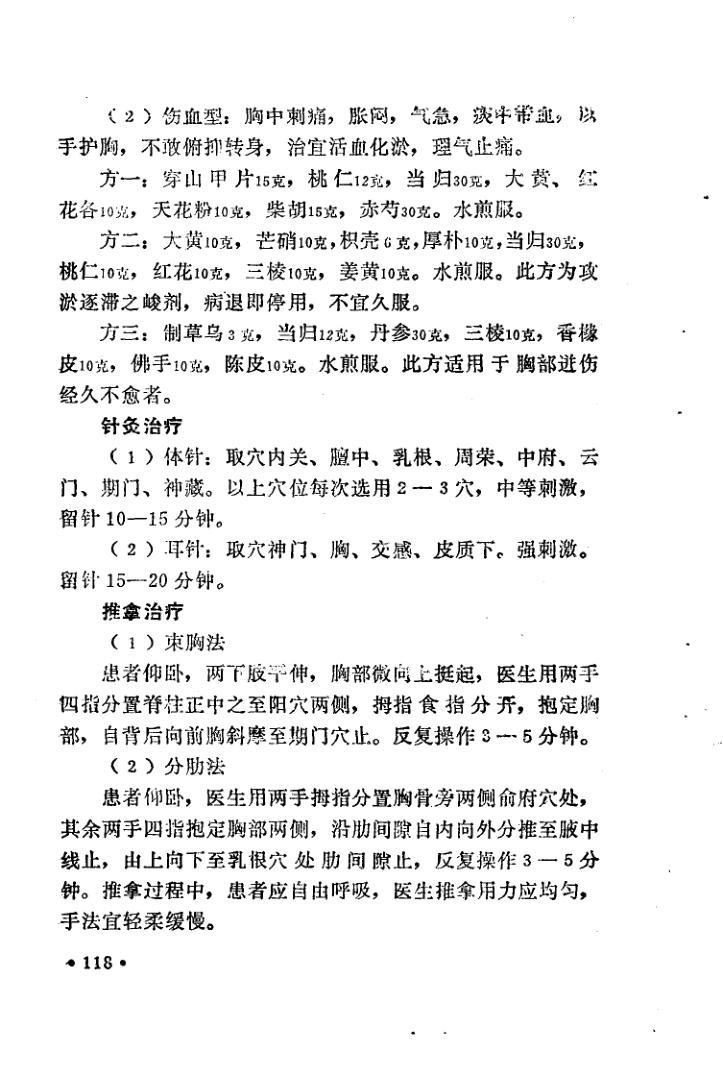 （2）伤血型：胸中刺痛，胀闷，气急，痰中带血，以
手护胸，不敢俯抑转身，治宜活血化淤，理气止痛。
方一：穿山甲片15克，桃仁12克，当归30克，大黄、红
花各10克，天花粉10克，柴胡15克，赤芍30克。水煎服。
方二：大黄10克，芒硝10克，枳壳6克，厚朴10克，当归30克，
桃仁10克，红花10克，三棱10克，姜黄10克。水煎服。此方为攻
淤逐滞之峻剂，病退即停用，不宜久服。
方三：制草乌3克，当归12克，丹参30克，三棱10克，香橼
皮10克，佛手10克，陈皮10克。水煎服。此方适用于胸部迸伤
经久不愈者。
针灸治疗
（1）体针：取穴内关、膻中、乳根、周荣、中府、云
门、期门、神藏。以上穴位每次选用2—3穴，中等刺激，
留针10—15分钟。
（2）耳针：取穴神门、胸、交感、皮质下。强刺激。
留针15—20分钟。
推拿治疗
（1）束胸法
患者仰卧，两下肢平伸，胸部微向上挺起，医生用两手
四指分置脊柱正中之至阳穴两侧，拇指食指分开，抱定胸
部，自背后向前胸斜摩至期门穴止。反复操作3—5分钟。
（2）分肋法
患者仰卧，医生用两手拇指分置胸骨旁两侧俞府穴处，
其余两手四指抱定胸部两侧，沿肋间隙自内向外分推至腋中
线止，由上向下至乳根穴处肋间隙止，反复操作3—5分
钟。推拿过程中，患者应自由呼吸，医生推拿用力应均匀，
手法宜轻柔缓慢。
•118•